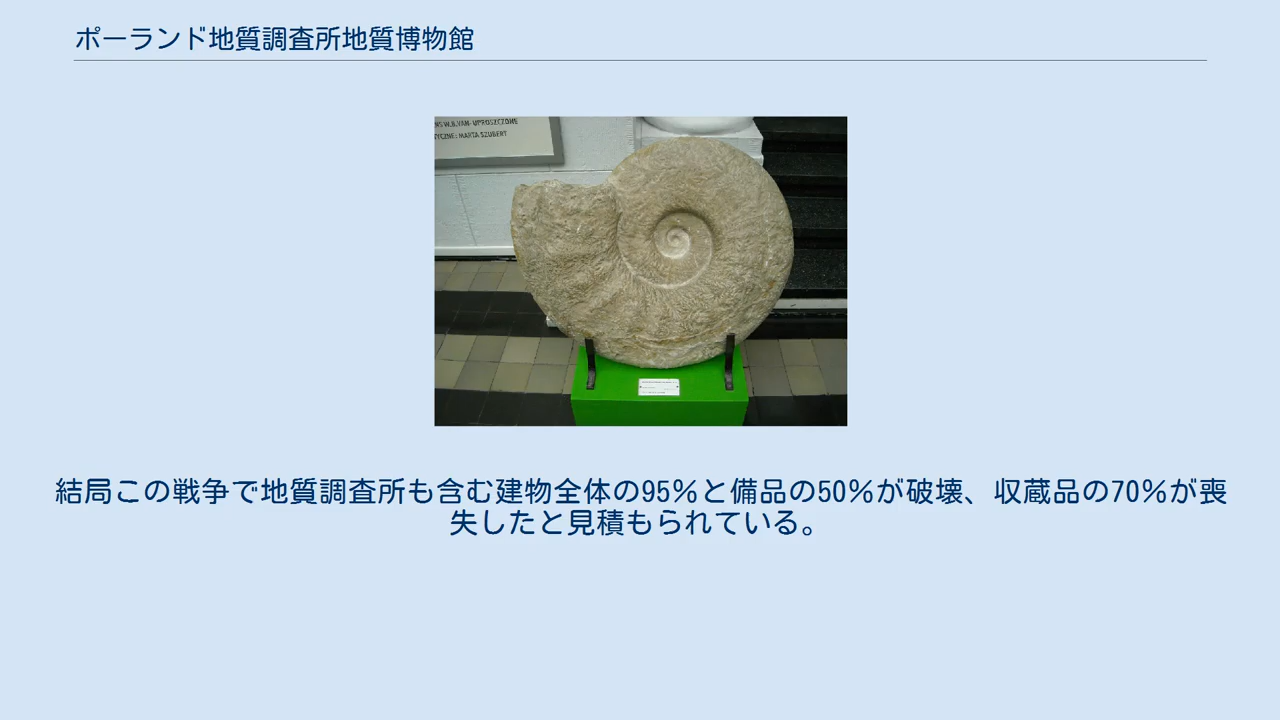 ポーランド地質調査所地質博物館
UPROSZCZONE
MARTA SZUBERT
結局この戦争で地質調査所も含む建物全体の95％と備品の50％が破壊、収蔵品の70％が喪
失したと見積もられている。